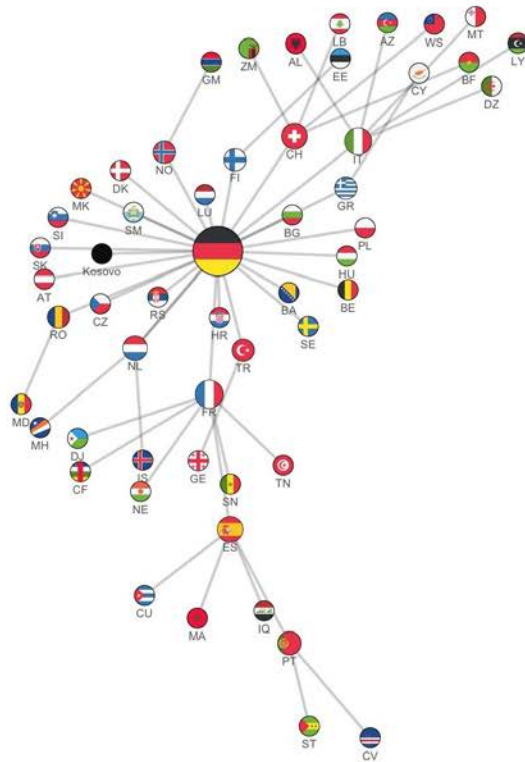 LB
AZ
WS
MT
ZM
AL
EE
LY
GM
CY
BF
DZ
CH
IT
NO
FI
DK
MK
LU
GR
SI
SM
BG
PL
SK
Kosovo
HU
AT
BA
BE
RO
CZ
RS
HR
SE
NL
TR
MD
MH
FR
DJ
CF
IS
GE
TN
NE
SN
ES
CU
MA
IQ
PT
ST
CV